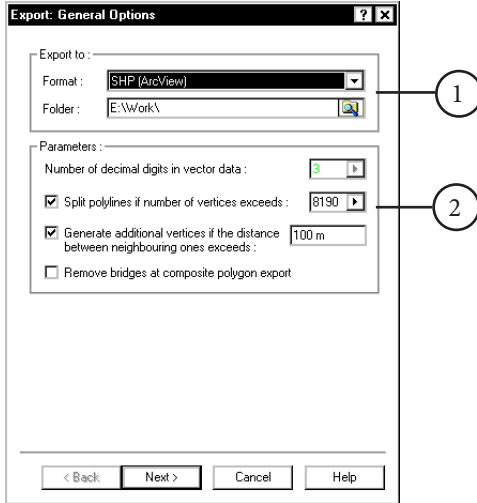 Export: General Options
Export to :
Format : SHP (ArcView)
1
Folder : E:\Work\
Parameters :
Number of decimal digits in vector data : 3
Split polylines if number of vertices exceeds : 8190
2
Generate additional vertices if the distance 100 m
between neighbouring ones exceeds :
Remove bridges at composite polygon export
< Back Next > Cancel Help